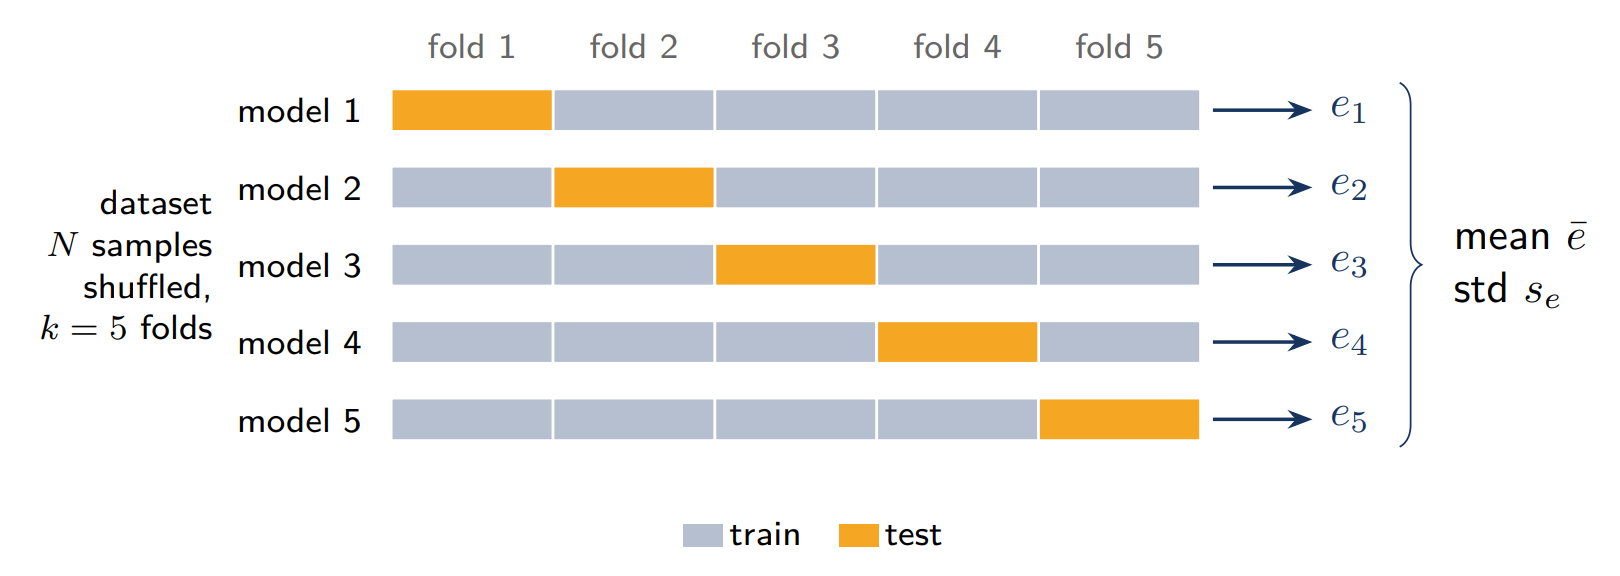 fold 1 fold 2 fold 3 fold 4 fold 5
model 1 e₁
model 2 e₂
model 3 e₃
model 4 e₄
model 5 e₅
dataset
N samples
shuffled,
k = 5 folds
mean ē
std sₑ
train test